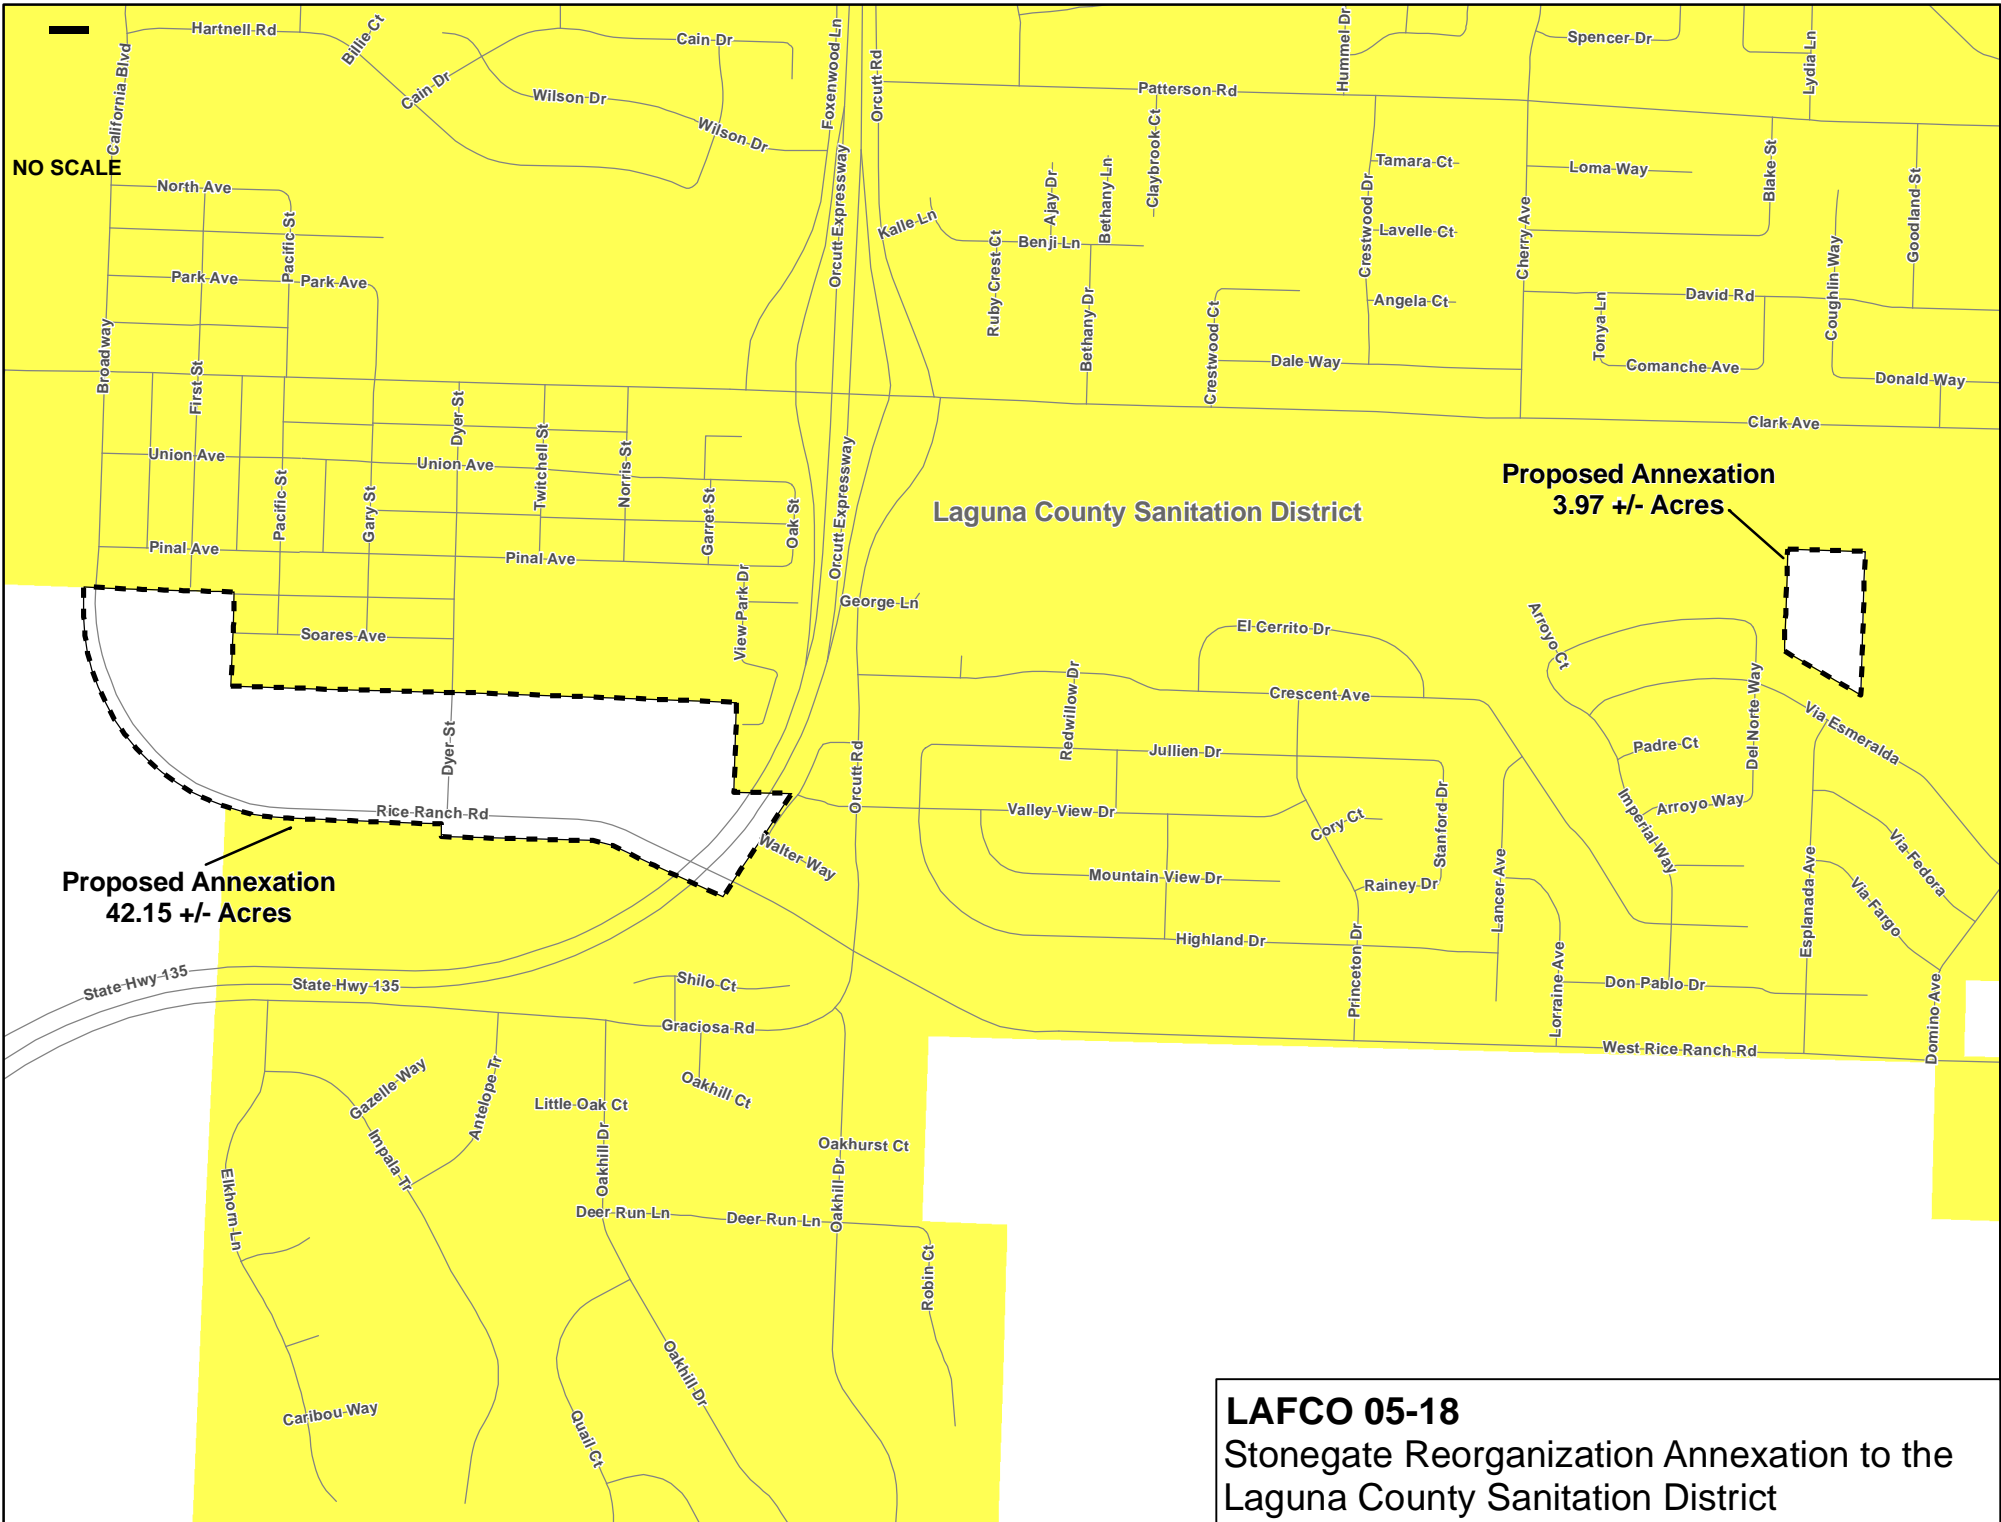 Hartnell Rd
Billie Ct
Cain Dr
Foxenwood Ln
Orcutt Rd
Hummel Dr
Spencer Dr
Lydia Ln
California Blvd
Cain Dr
Wilson Dr
Wilson Dr
Patterson Rd
Claybrook Ct
NO SCALE
North Ave
Pacific St
Orcutt Expressway
Kalle Ln
Ajay Dr
Bethany Ln
Benji Ln
Ruby Crest Ct
Crestwood Dr
Tamara Ct
Lavelle Ct
Angela Ct
Cherry Ave
Loma Way
Blake St
Goodland St
Coughlin Way
Park Ave
Park Ave
Bethany Dr
Crestwood Ct
Dale Way
David Rd
Tonya Ln
Comanche Ave
Donald Way
Broadway
First St
Dyer St
Clark Ave
Union Ave
Union Ave
Twitchell St
Norris St
Pacific St
Gary St
Garret St
Oak St
Orcutt Expressway
Laguna County Sanitation District
Proposed Annexation
3.97 +/- Acres
Pinal Ave
Pinal Ave
View Park Dr
George Ln
Soares Ave
El Cerrito Dr
Arroyo Ct
Redwillow Dr
Crescent Ave
Del Norte Way
Via Esmeralda
Dyer St
Orcutt Rd
Jullien Dr
Padre Ct
Stanford Dr
Imperial Way
Arroyo Way
Rice Ranch Rd
Valley View Dr
Cory Ct
Walter Way
Mountain View Dr
Rainey Dr
Lancer Ave
Esplanada Ave
Via Fedora
Via Fargo
Proposed Annexation
42.15 +/- Acres
Highland Dr
Princeton Dr
Lorraine Ave
Don Pablo Dr
Domino Ave
State Hwy 135
State Hwy 135
Shilo Ct
Graciosa Rd
West Rice Ranch Rd
Gazelle Way
Antelope Tr
Oakhill Ct
Little Oak Ct
Impala Tr
Oakhill Dr
Oakhurst Ct
Oakhill Dr
Elkhorn Ln
Deer Run Ln
Deer Run Ln
Robin Ct
Oakhill Dr
Caribou Way
Quail Ct
LAFCO 05-18
Stonegate Reorganization Annexation to the
Laguna County Sanitation District